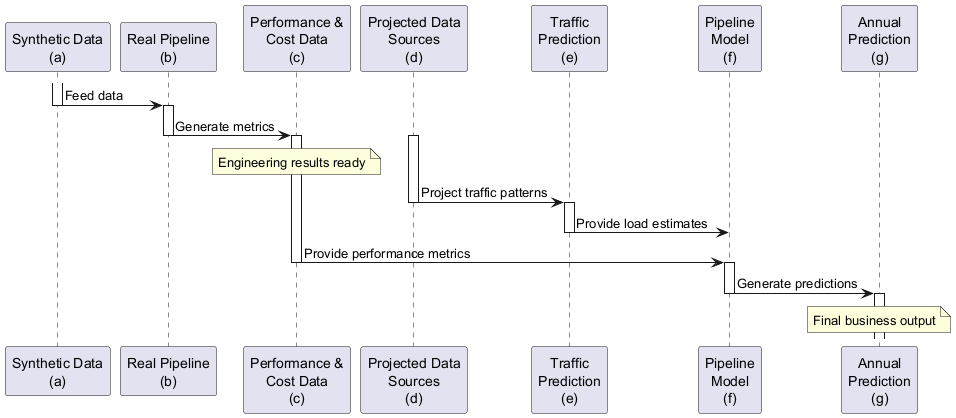 Synthetic Data
(a)
Real Pipeline
(b)
Performance &
Cost Data
(c)
Projected Data
Sources
(d)
Traffic
Prediction
(e)
Pipeline
Model
(f)
Annual
Prediction
(g)
Feed data
Generate metrics
Engineering results ready
Project traffic patterns
Provide load estimates
Provide performance metrics
Generate predictions
Final business output
Synthetic Data
(a)
Real Pipeline
(b)
Performance &
Cost Data
(c)
Projected Data
Sources
(d)
Traffic
Prediction
(e)
Pipeline
Model
(f)
Annual
Prediction
(g)